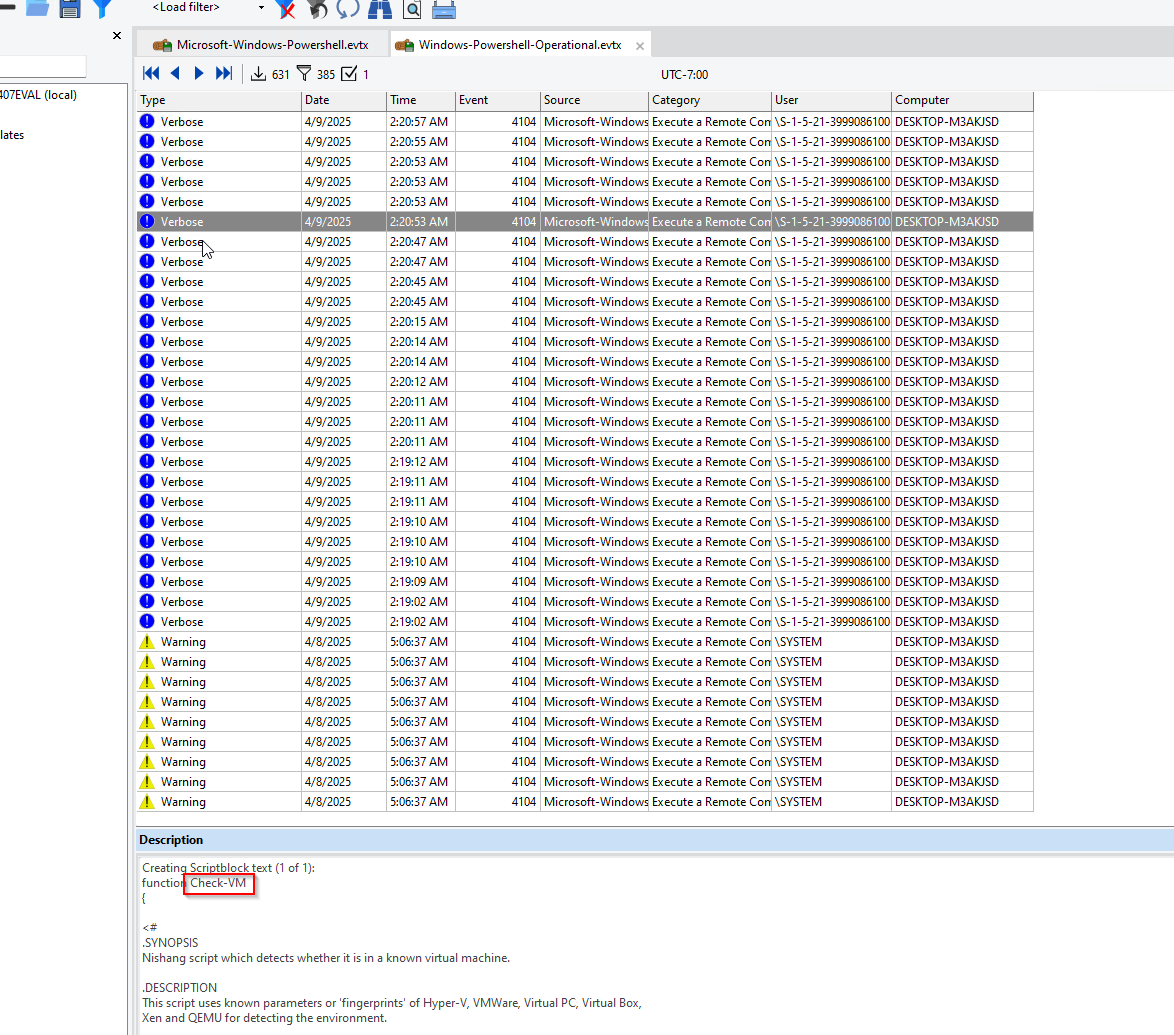 <Load filter>
407EVAL (local)
lates
Microsoft-Windows-Powershell.evtx
Windows-Powershell-Operational.evtx
631 385 1 UTC-7:00
Type Date Time Event Source Category User Computer
Verbose 4/9/2025 2:20:57 AM 4104 Microsoft-Windows Execute a Remote Con \S-1-5-21-3999086100 DESKTOP-M3AKJSD
Verbose 4/9/2025 2:20:55 AM 4104 Microsoft-Windows Execute a Remote Con \S-1-5-21-3999086100 DESKTOP-M3AKJSD
Verbose 4/9/2025 2:20:53 AM 4104 Microsoft-Windows Execute a Remote Con \S-1-5-21-3999086100 DESKTOP-M3AKJSD
Verbose 4/9/2025 2:20:53 AM 4104 Microsoft-Windows Execute a Remote Con \S-1-5-21-3999086100 DESKTOP-M3AKJSD
Verbose 4/9/2025 2:20:53 AM 4104 Microsoft-Windows Execute a Remote Con \S-1-5-21-3999086100 DESKTOP-M3AKJSD
Verbose 4/9/2025 2:20:53 AM 4104 Microsoft-Windows Execute a Remote Con \S-1-5-21-3999086100 DESKTOP-M3AKJSD
Verbose 4/9/2025 2:20:47 AM 4104 Microsoft-Windows Execute a Remote Con \S-1-5-21-3999086100 DESKTOP-M3AKJSD
Verbose 4/9/2025 2:20:47 AM 4104 Microsoft-Windows Execute a Remote Con \S-1-5-21-3999086100 DESKTOP-M3AKJSD
Verbose 4/9/2025 2:20:45 AM 4104 Microsoft-Windows Execute a Remote Con \S-1-5-21-3999086100 DESKTOP-M3AKJSD
Verbose 4/9/2025 2:20:45 AM 4104 Microsoft-Windows Execute a Remote Con \S-1-5-21-3999086100 DESKTOP-M3AKJSD
Verbose 4/9/2025 2:20:15 AM 4104 Microsoft-Windows Execute a Remote Con \S-1-5-21-3999086100 DESKTOP-M3AKJSD
Verbose 4/9/2025 2:20:14 AM 4104 Microsoft-Windows Execute a Remote Con \S-1-5-21-3999086100 DESKTOP-M3AKJSD
Verbose 4/9/2025 2:20:14 AM 4104 Microsoft-Windows Execute a Remote Con \S-1-5-21-3999086100 DESKTOP-M3AKJSD
Verbose 4/9/2025 2:20:12 AM 4104 Microsoft-Windows Execute a Remote Con \S-1-5-21-3999086100 DESKTOP-M3AKJSD
Verbose 4/9/2025 2:20:11 AM 4104 Microsoft-Windows Execute a Remote Con \S-1-5-21-3999086100 DESKTOP-M3AKJSD
Verbose 4/9/2025 2:20:11 AM 4104 Microsoft-Windows Execute a Remote Con \S-1-5-21-3999086100 DESKTOP-M3AKJSD
Verbose 4/9/2025 2:20:11 AM 4104 Microsoft-Windows Execute a Remote Con \S-1-5-21-3999086100 DESKTOP-M3AKJSD
Verbose 4/9/2025 2:19:12 AM 4104 Microsoft-Windows Execute a Remote Con \S-1-5-21-3999086100 DESKTOP-M3AKJSD
Verbose 4/9/2025 2:19:11 AM 4104 Microsoft-Windows Execute a Remote Con \S-1-5-21-3999086100 DESKTOP-M3AKJSD
Verbose 4/9/2025 2:19:11 AM 4104 Microsoft-Windows Execute a Remote Con \S-1-5-21-3999086100 DESKTOP-M3AKJSD
Verbose 4/9/2025 2:19:10 AM 4104 Microsoft-Windows Execute a Remote Con \S-1-5-21-3999086100 DESKTOP-M3AKJSD
Verbose 4/9/2025 2:19:10 AM 4104 Microsoft-Windows Execute a Remote Con \S-1-5-21-3999086100 DESKTOP-M3AKJSD
Verbose 4/9/2025 2:19:10 AM 4104 Microsoft-Windows Execute a Remote Con \S-1-5-21-3999086100 DESKTOP-M3AKJSD
Verbose 4/9/2025 2:19:09 AM 4104 Microsoft-Windows Execute a Remote Con \S-1-5-21-3999086100 DESKTOP-M3AKJSD
Verbose 4/9/2025 2:19:02 AM 4104 Microsoft-Windows Execute a Remote Con \S-1-5-21-3999086100 DESKTOP-M3AKJSD
Verbose 4/9/2025 2:19:02 AM 4104 Microsoft-Windows Execute a Remote Con \S-1-5-21-3999086100 DESKTOP-M3AKJSD
Warning 4/8/2025 5:06:37 AM 4104 Microsoft-Windows Execute a Remote Con \SYSTEM DESKTOP-M3AKJSD
Warning 4/8/2025 5:06:37 AM 4104 Microsoft-Windows Execute a Remote Con \SYSTEM DESKTOP-M3AKJSD
Warning 4/8/2025 5:06:37 AM 4104 Microsoft-Windows Execute a Remote Con \SYSTEM DESKTOP-M3AKJSD
Warning 4/8/2025 5:06:37 AM 4104 Microsoft-Windows Execute a Remote Con \SYSTEM DESKTOP-M3AKJSD
Warning 4/8/2025 5:06:37 AM 4104 Microsoft-Windows Execute a Remote Con \SYSTEM DESKTOP-M3AKJSD
Warning 4/8/2025 5:06:37 AM 4104 Microsoft-Windows Execute a Remote Con \SYSTEM DESKTOP-M3AKJSD
Warning 4/8/2025 5:06:37 AM 4104 Microsoft-Windows Execute a Remote Con \SYSTEM DESKTOP-M3AKJSD
Warning 4/8/2025 5:06:37 AM 4104 Microsoft-Windows Execute a Remote Con \SYSTEM DESKTOP-M3AKJSD
Warning 4/8/2025 5:06:37 AM 4104 Microsoft-Windows Execute a Remote Con \SYSTEM DESKTOP-M3AKJSD
Description
Creating Scriptblock text (1 of 1):
function Check-VM
{
<#
.SYNOPSIS
Nishang script which detects whether it is in a known virtual machine.
.DESCRIPTION
This script uses known parameters or 'fingerprints' of Hyper-V, VMWare, Virtual PC, Virtual Box,
Xen and QEMU for detecting the environment.